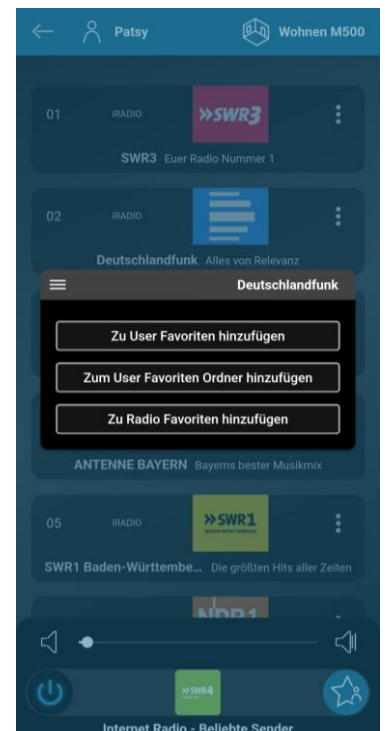 Patsy
Wohnen M500
01
iRADIO
»SWR3
SWR3 Euer Radio Nummer 1
02
iRADIO
Deutschlandfunk Alles von Relevanz
Deutschlandfunk
Zu User Favoriten hinzufügen
Zum User Favoriten Ordner hinzufügen
Zu Radio Favoriten hinzufügen
ANTENNE BAYERN Bayerns bester Musikmix
05
iRADIO
»SWR1
SWR1 Baden-Württembe... Die größten Hits aller Zeiten
NDR 1
»SWR4
Internet Radio - Beliebte Sender